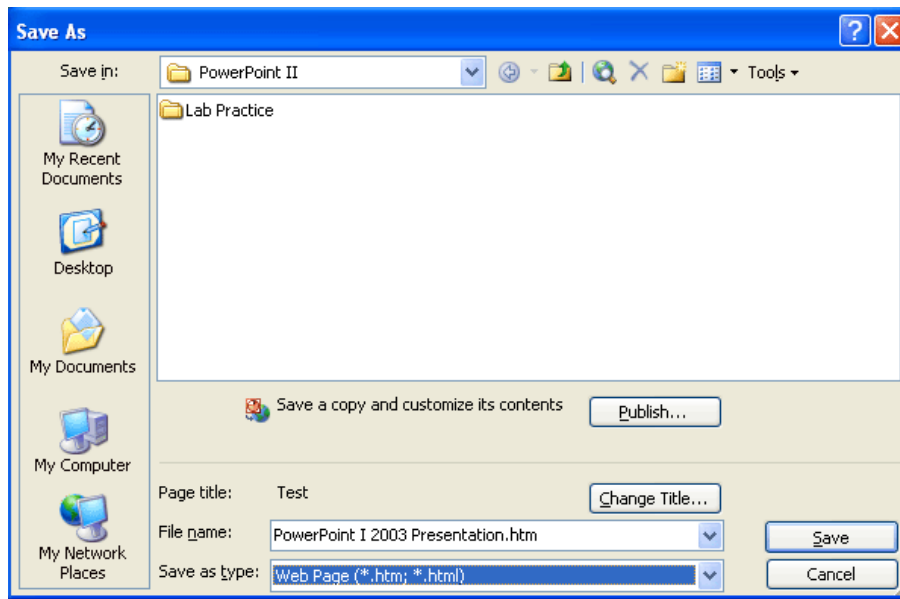 Save As
Save in:
PowerPoint II
Tools
Lab Practice
My Recent
Documents
Desktop
My Documents
My Computer
My Network
Places
Save a copy and customize its contents
Publish...
Page title:
Test
Change Title...
File name:
PowerPoint I 2003 Presentation.htm
Save
Save as type:
Web Page (*.htm; *.html)
Cancel